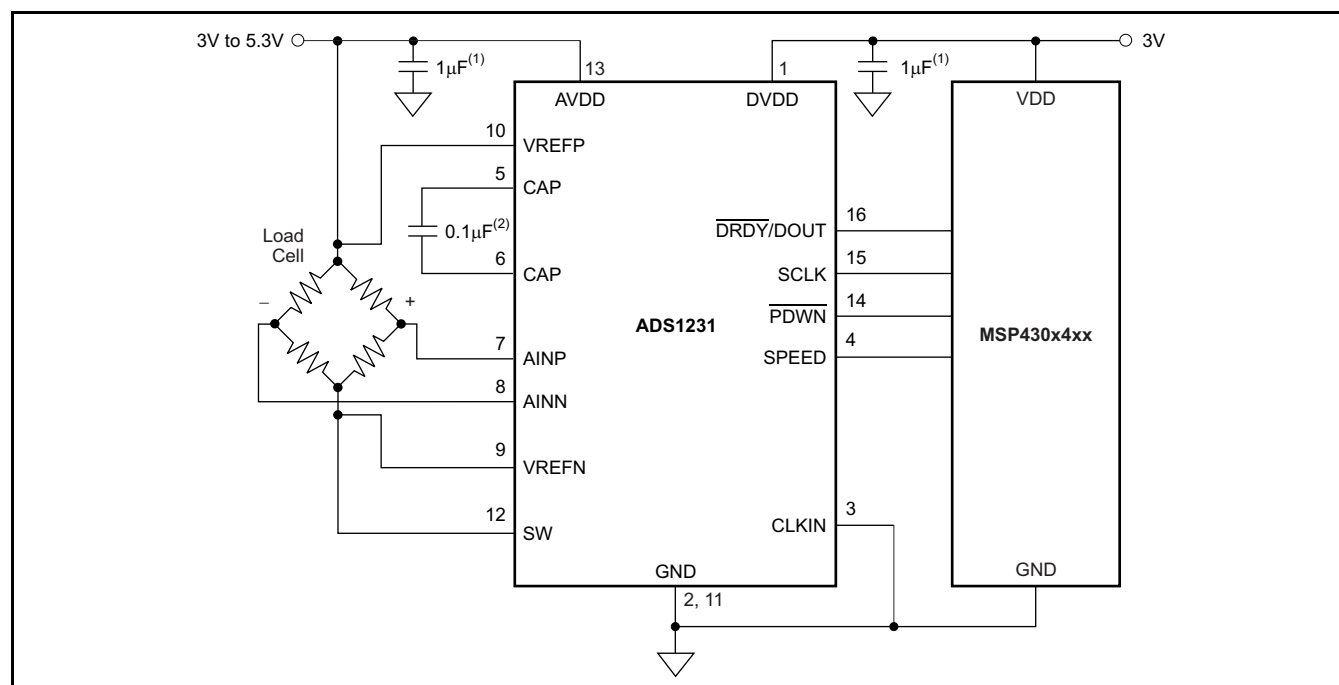 3V to 5.3V
3V
1µF(1)
13
1
1µF(1)
AVDD
DVDD
VDD
10
VREFP
5
CAP
0.1µF(2)
6
CAP
Load
Cell
–
+
7
AINP
8
AINN
9
VREFN
12
SW
ADS1231
16
DRDY/DOUT
15
SCLK
14
PDWN
4
SPEED
MSP430x4xx
3
CLKIN
GND
2, 11
GND